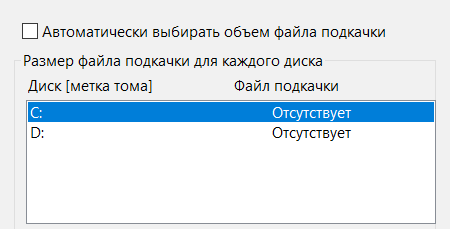 Автоматически выбирать объем файла подкачки
Размер файла подкачки для каждого диска
Диск [метка тома] Файл подкачки
C: Отсутствует
D: Отсутствует